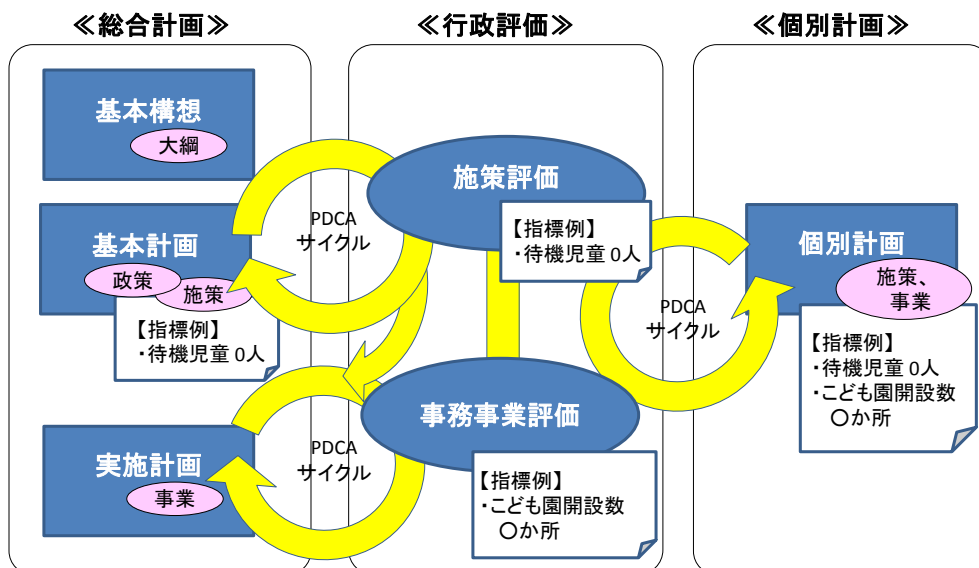 ≪総合計画≫
≪行政評価≫
≪個別計画≫
基本構想
大綱
基本計画
政策
施策
【指標例】
・待機児童 0人
実施計画
事業
PDCA
サイクル
PDCA
サイクル
施策評価
【指標例】
・待機児童 0人
事務事業評価
【指標例】
・こども園開設数
〇か所
PDCA
サイクル
個別計画
施策、
事業
【指標例】
・待機児童 0人
・こども園開設数
〇か所